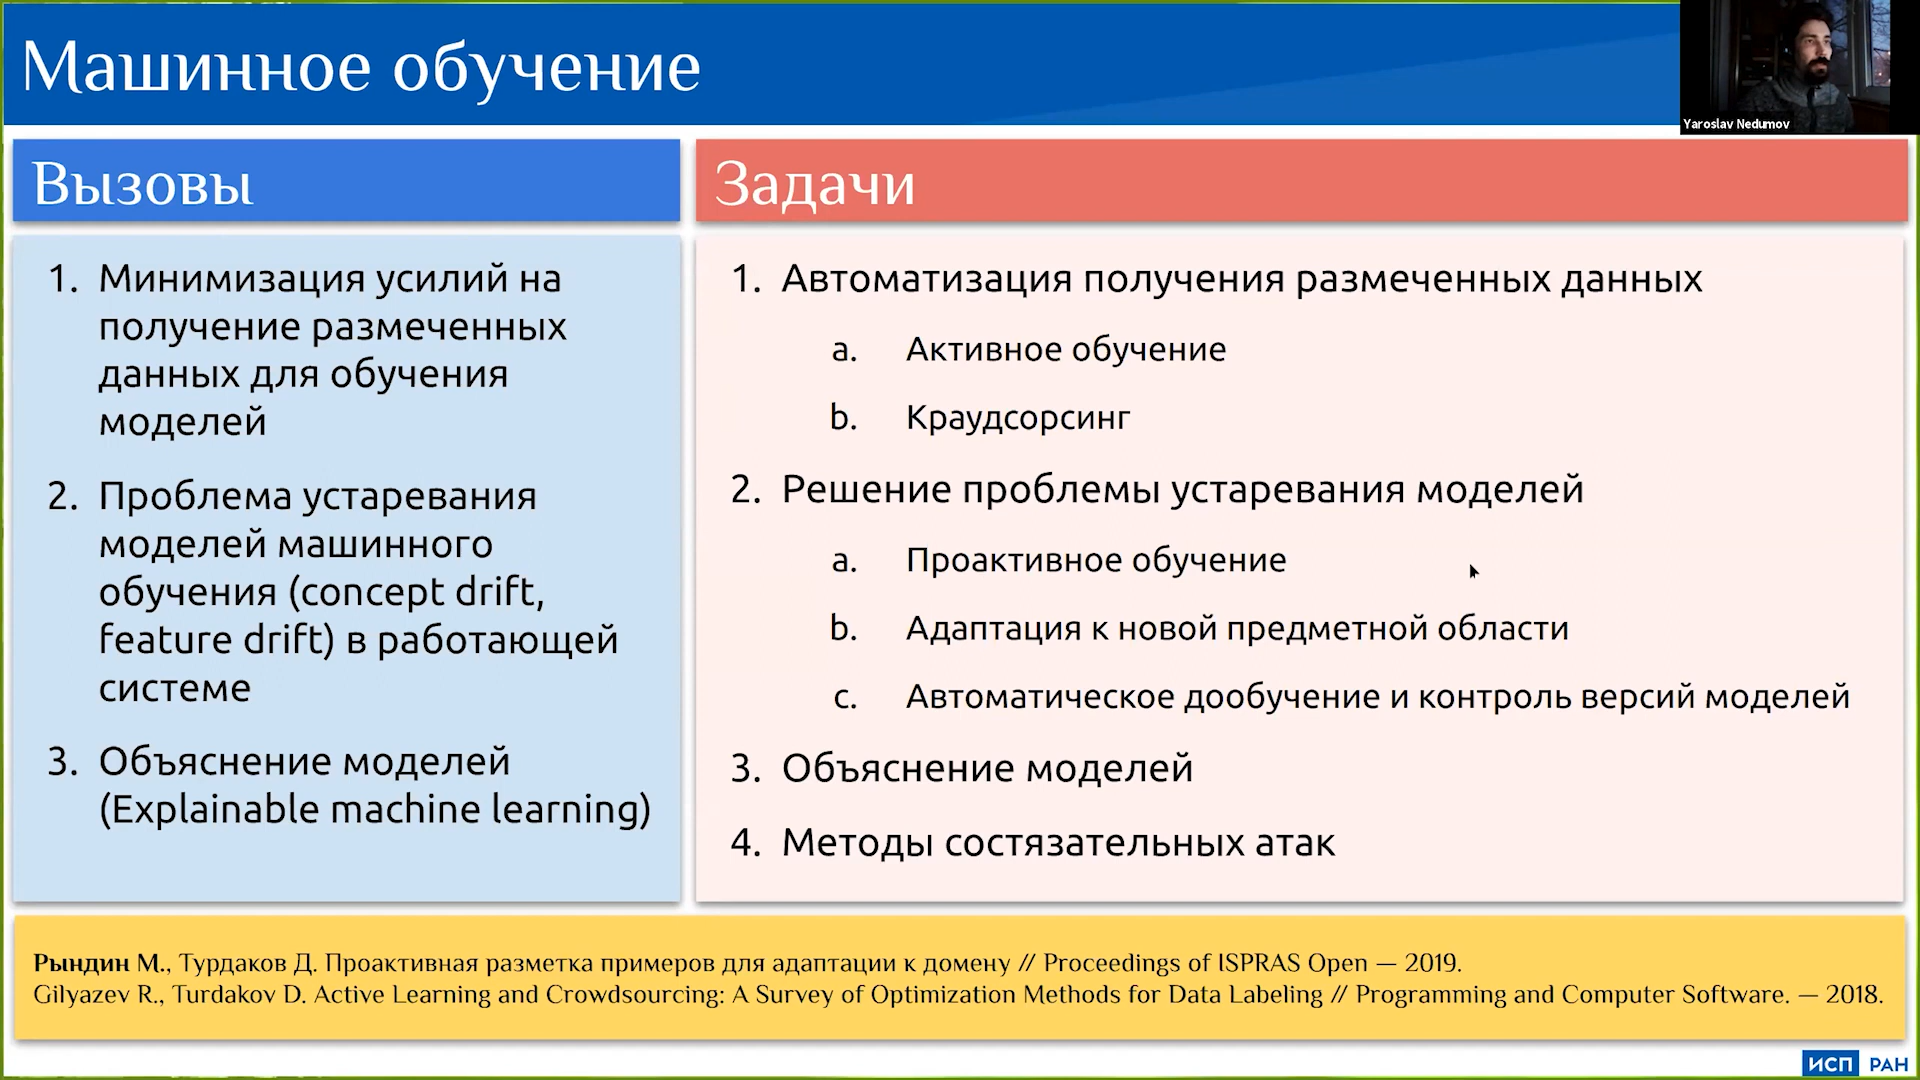 Машинное обучение
Yaroslav Nedumov
Вызовы
1. Минимизация усилий на
получение размеченных
данных для обучения
моделей
2. Проблема устаревания
моделей машинного
обучения (concept drift,
feature drift) в работающей
системе
3. Объяснение моделей
(Explainable machine learning)
Задачи
1. Автоматизация получения размеченных данных
a. Активное обучение
b. Краудсорсинг
2. Решение проблемы устаревания моделей
a. Проактивное обучение
b. Адаптация к новой предметной области
c. Автоматическое дообучение и контроль версий моделей
3. Объяснение моделей
4. Методы состязательных атак
Рындин М., Турдаков Д. Проактивная разметка примеров для адаптации к домену // Proceedings of ISPRAS Open — 2019.
Gilyazev R., Turdakov D. Active Learning and Crowdsourcing: A Survey of Optimization Methods for Data Labeling // Programming and Computer Software. — 2018.
ИСП РАН